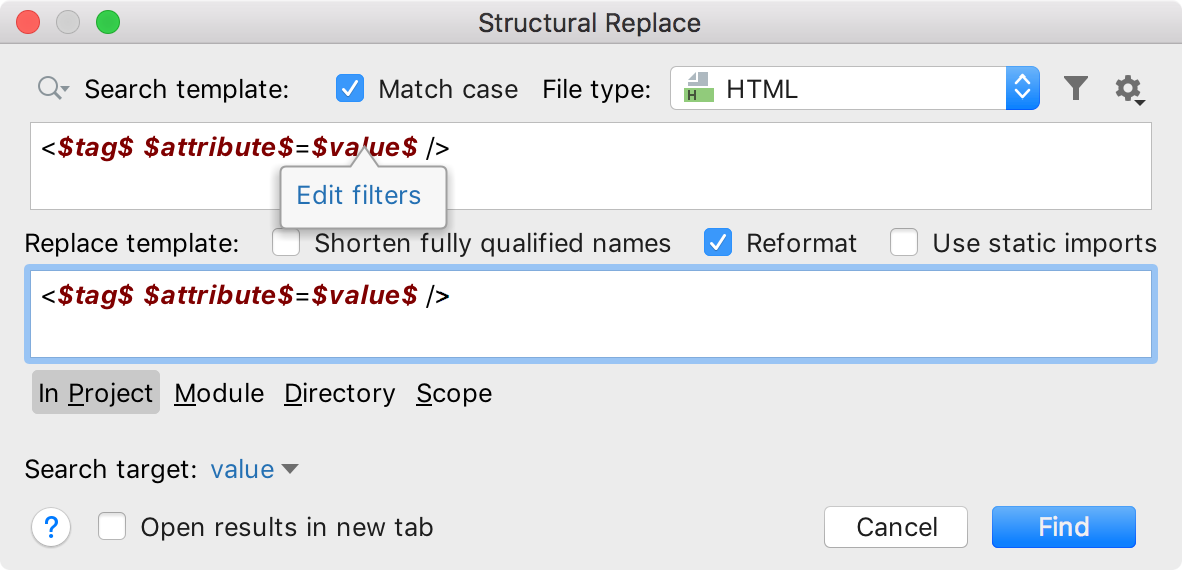 Structural Replace
Search template: Match case File type: H HTML
<$tag$ $attribute$=$value$ />
Edit filters
Replace template: Shorten fully qualified names Reformat Use static imports
<$tag$ $attribute$=$value$ />
In Project Module Directory Scope
Search target: value
? Open results in new tab Cancel Find